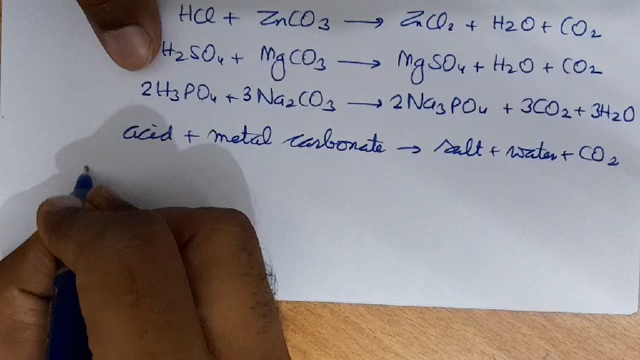 HCl + ZnCO3 → ZnCl2 + H2O + CO2
H2SO4 + MgCO3 → MgSO4 + H2O + CO2
2H3PO4 + 3Na2CO3 → 2Na3PO4 + 3CO2 + 3H2O
acid + metal carbonate → salt + water + CO2